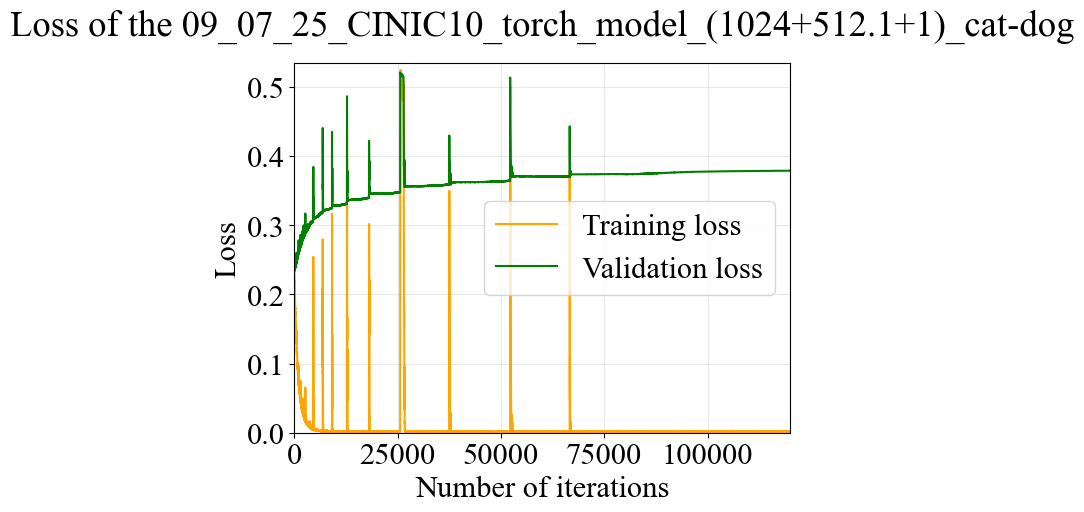 Loss of the 09_07_25_CINIC10_torch_model_(1024+512.1+1)_cat-dog
0.5
0.4
0.3
0.2
0.1
0.0
Loss
Training loss
Validation loss
0 25000 50000 75000 100000
Number of iterations